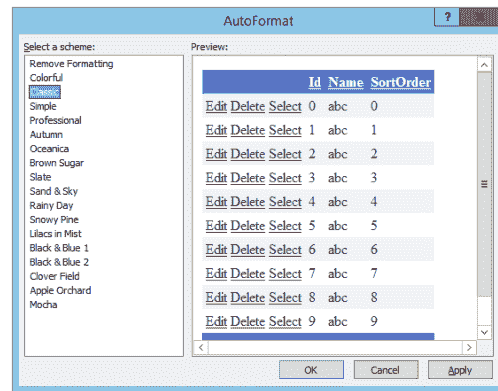 AutoFormat
?
Select a scheme:
Remove Formatting
Colorful
Classic
Simple
Professional
Autumn
Oceanica
Brown Sugar
Slate
Sand & Sky
Rainy Day
Snowy Pine
Lilacs in Mist
Black & Blue 1
Black & Blue 2
Clover Field
Apple Orchard
Mocha
Preview:
Id Name SortOrder
Edit Delete Select 0 abc 0
Edit Delete Select 1 abc 1
Edit Delete Select 2 abc 2
Edit Delete Select 3 abc 3
Edit Delete Select 4 abc 4
Edit Delete Select 5 abc 5
Edit Delete Select 6 abc 6
Edit Delete Select 7 abc 7
Edit Delete Select 8 abc 8
Edit Delete Select 9 abc 9
OK
Cancel
Apply